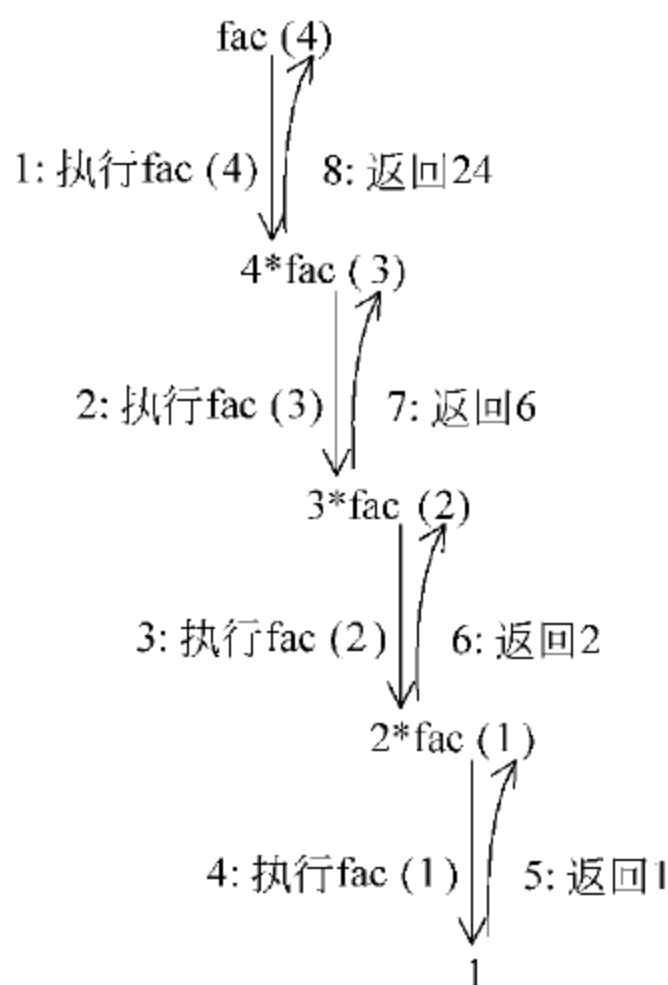 fac (4)
1: 执行fac (4) 8: 返回24
4*fac (3)
2: 执行fac (3) 7: 返回6
3*fac (2)
3: 执行fac (2) 6: 返回2
2*fac (1)
4: 执行fac (1) 5: 返回1
1